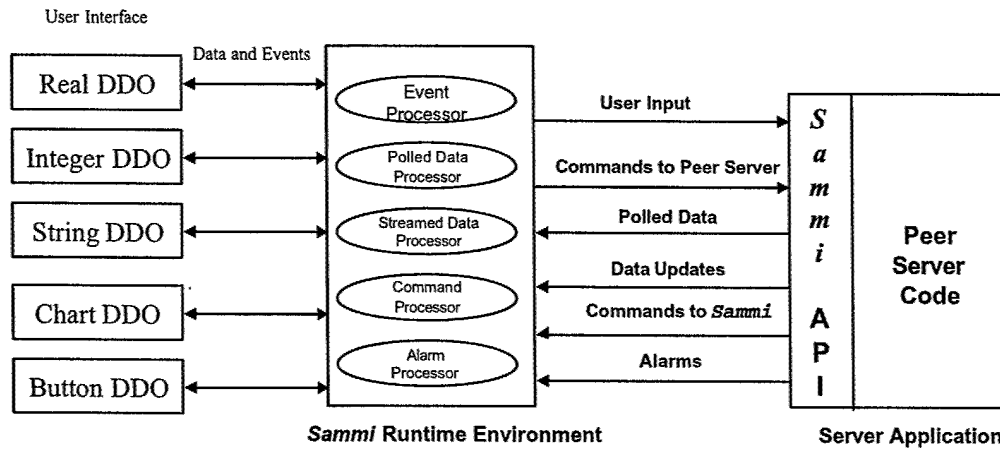 User Interface
Data and Events
Real DDO
Integer DDO
String DDO
Chart DDO
Button DDO
Event
Processor
Polled Data
Processor
Streamed Data
Processor
Command
Processor
Alarm
Processor
Sammi Runtime Environment
User Input
Commands to Peer Server
Polled Data
Data Updates
Commands to Sammi
Alarms
Sammi API
Peer
Server
Code
Server Application